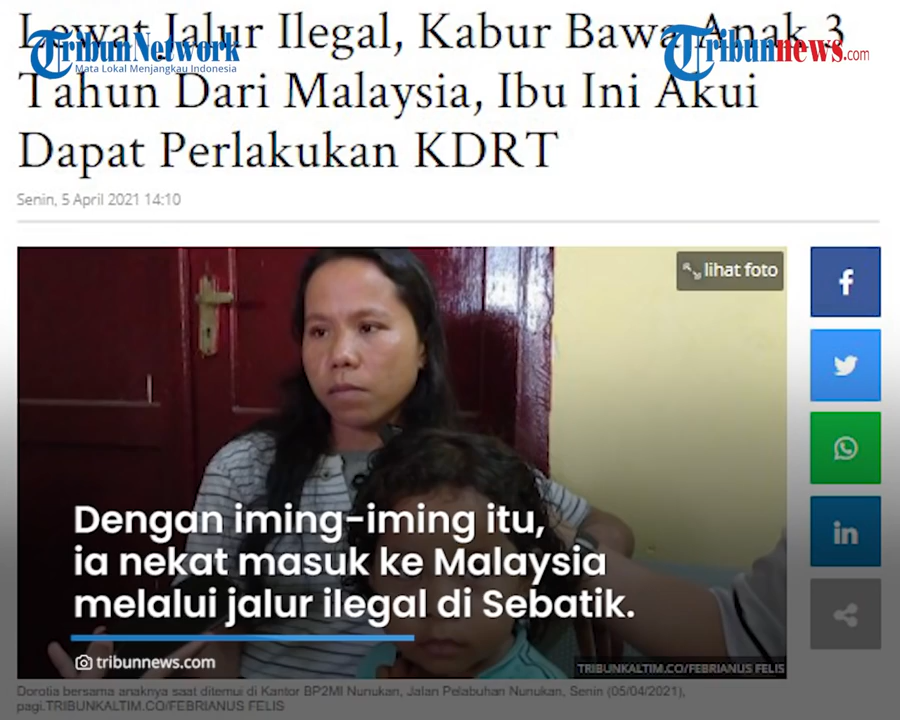 Lewat Jalur Ilegal, Kabur Bawa Anak 3
TribunNetwork
Mata Lokal Menjangkau Indonesia
Tribunnews.com
Tahun Dari Malaysia, Ibu Ini Akui
Dapat Perlakukan KDRT
Senin, 5 April 2021 14:10
lihat foto
Dengan iming-iming itu,
ia nekat masuk ke Malaysia
melalui jalur ilegal di Sebatik.
tribunnews.com
TRIBUNKALTIM.CO/FEBRIANUS FELIS
Dorotia bersama anaknya saat ditemui di Kantor BP2MI Nunukan, Jalan Pelabuhan Nunukan, Senin (05/04/2021),
pagi.TRIBUNKALTIM.CO/FEBRIANUS FELIS